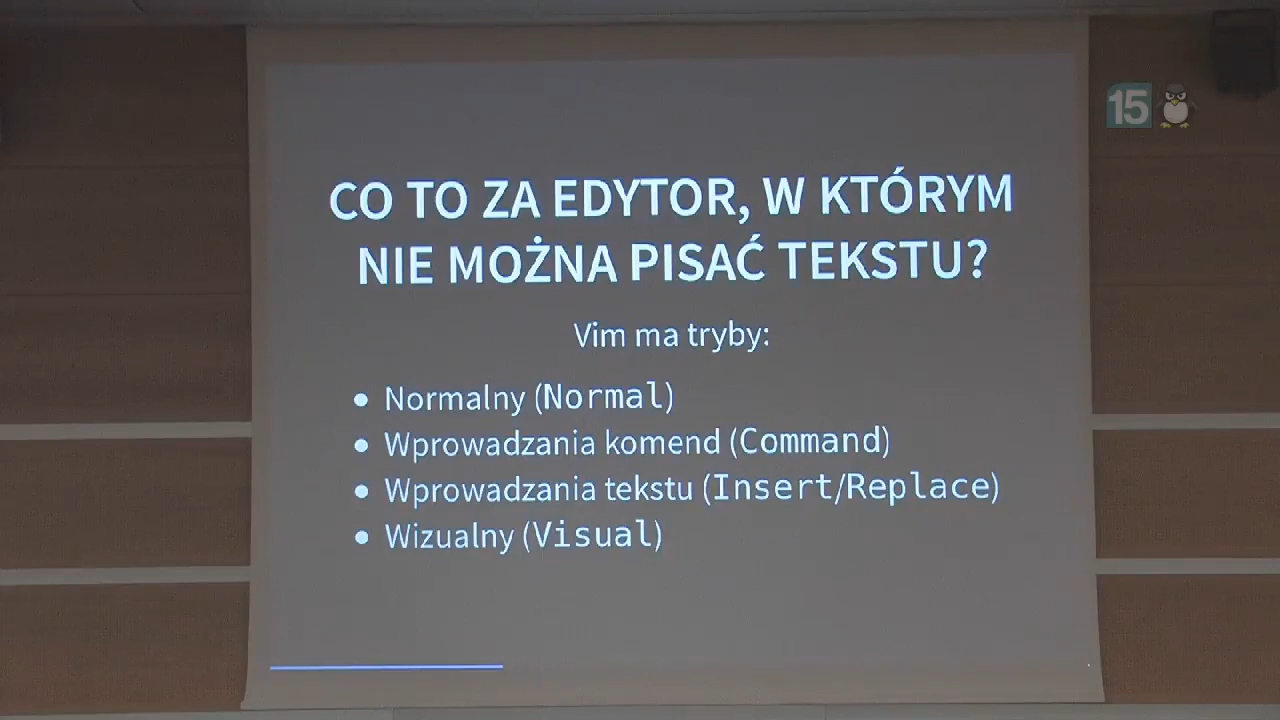 15
CO TO ZA EDYTOR, W KTÓRYM
NIE MOŻNA PISAĆ TEKSTU?
Vim ma tryby:
• Normalny (Normal)
• Wprowadzania komend (Command)
• Wprowadzania tekstu (Insert/Replace)
• Wizualny (Visual)